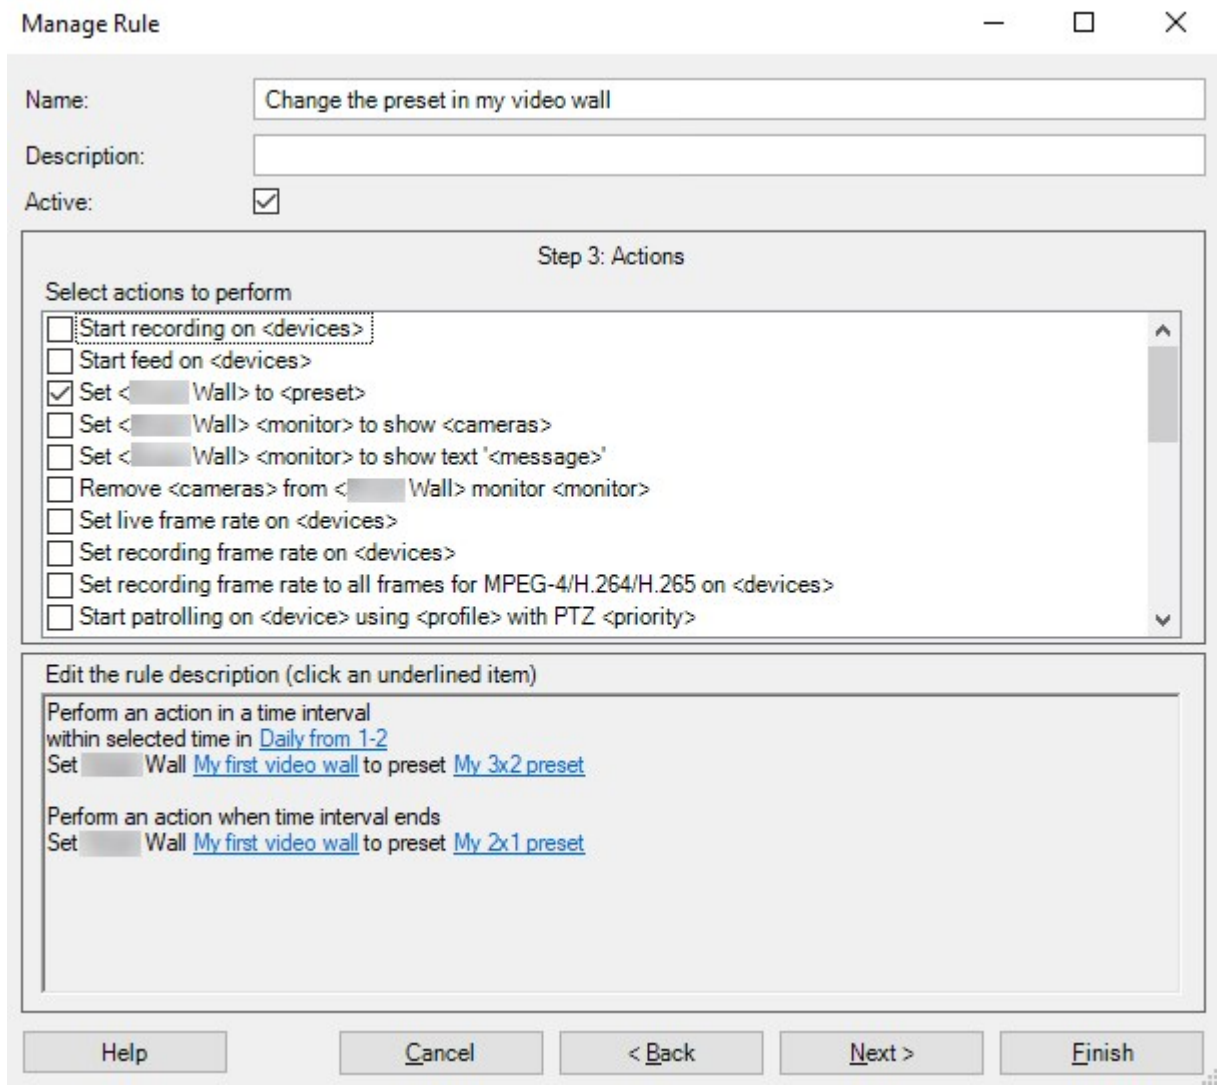 Manage Rule
Name:
Change the preset in my video wall
Description:
Active:
Step 3: Actions
Select actions to perform
Start recording on <devices>
Start feed on <devices>
Set < Wall> to <preset>
Set < Wall> <monitor> to show <cameras>
Set < Wall> <monitor> to show text '<message>'
Remove <cameras> from < Wall> monitor <monitor>
Set live frame rate on <devices>
Set recording frame rate on <devices>
Set recording frame rate to all frames for MPEG-4/H.264/H.265 on <devices>
Start patrolling on <device> using <profile> with PTZ <priority>
Edit the rule description (click an underlined item)
Perform an action in a time interval
within selected time in Daily from 1-2
Set Wall My first video wall to preset My 3x2 preset
Perform an action when time interval ends
Set Wall My first video wall to preset My 2x1 preset
Help
Cancel
< Back
Next >
Finish